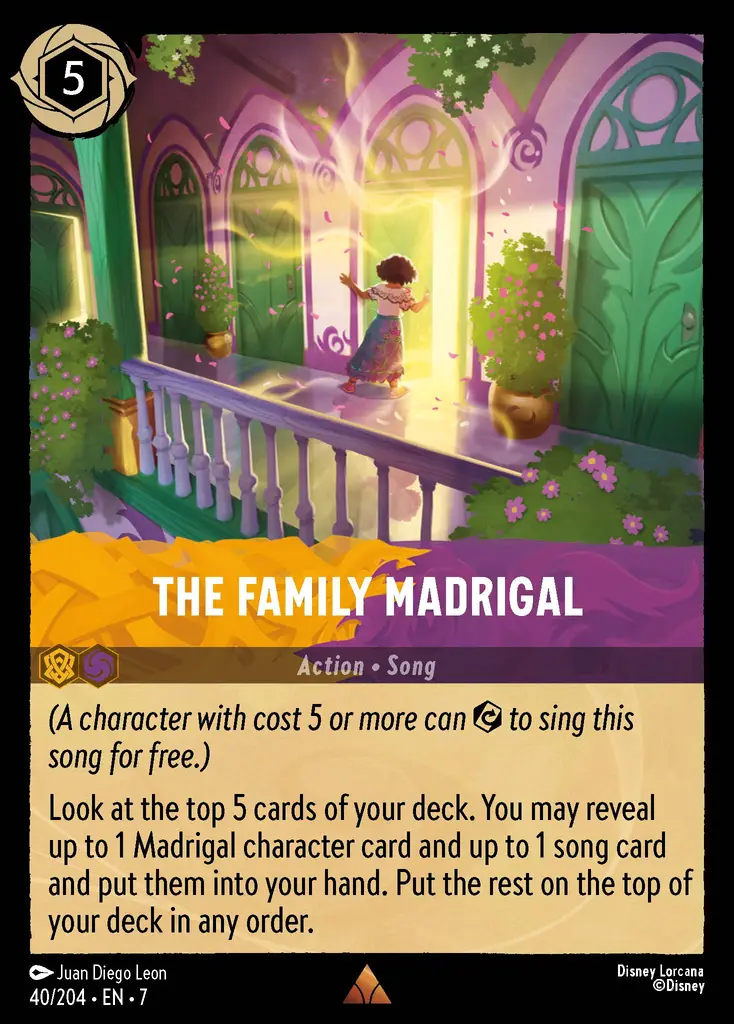 5
THE FAMILY MADRIGAL
Action • Song
(A character with cost 5 or more can to sing this
song for free.)
Look at the top 5 cards of your deck. You may reveal
up to 1 Madrigal character card and up to 1 song card
and put them into your hand. Put the rest on the top of
your deck in any order.
Juan Diego Leon
Disney Lorcana
40/204 • EN • 7
©Disney